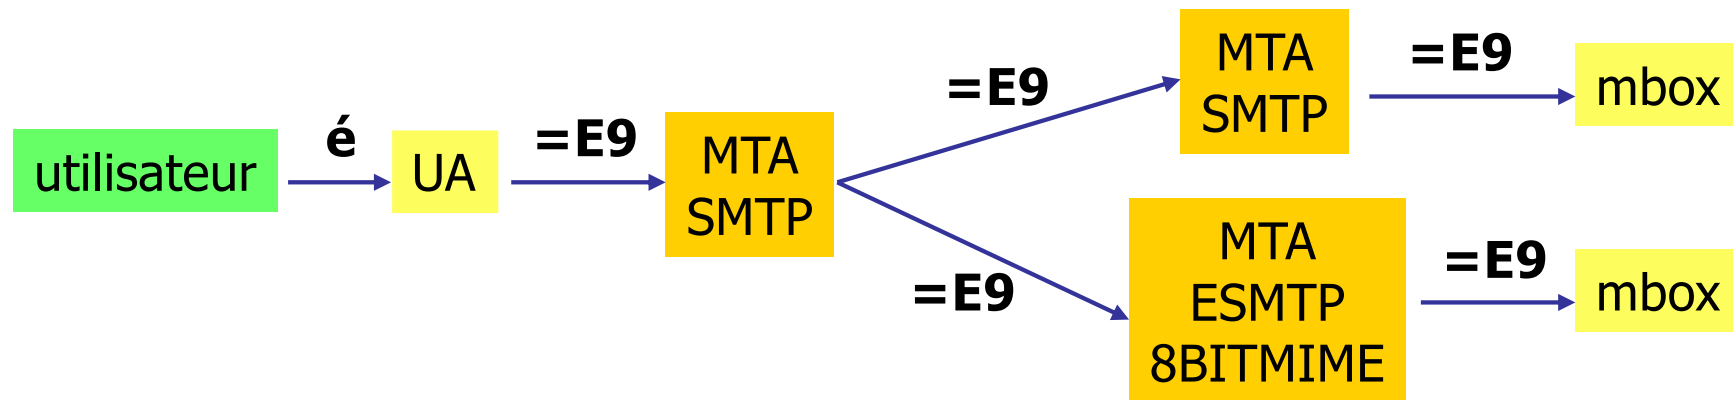 utilisateur
é
UA
=E9
MTA
SMTP
=E9
MTA
SMTP
=E9
mbox
=E9
MTA
ESMTP
8BITMIME
=E9
mbox